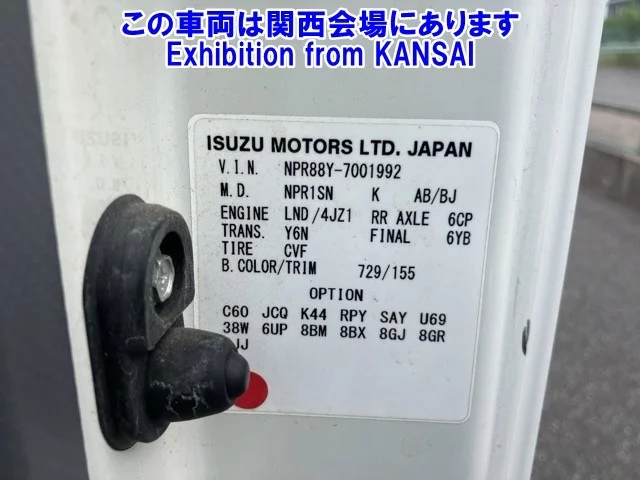 この車両は関西会場にあります
Exhibition from KANSAI
ISUZU MOTORS LTD. JAPAN
V.I.N. NPR88Y-7001992
M.D. NPR1SN K AB/BJ
ENGINE LND/4JZ1 RR AXLE 6CP
TRANS. Y6N FINAL 6YB
TIRE CVF
B.COLOR/TRIM 729/155
OPTION
C60 JCQ K44 RPY SAY U69
38W 6UP 8BM 8BX 8GJ 8GR